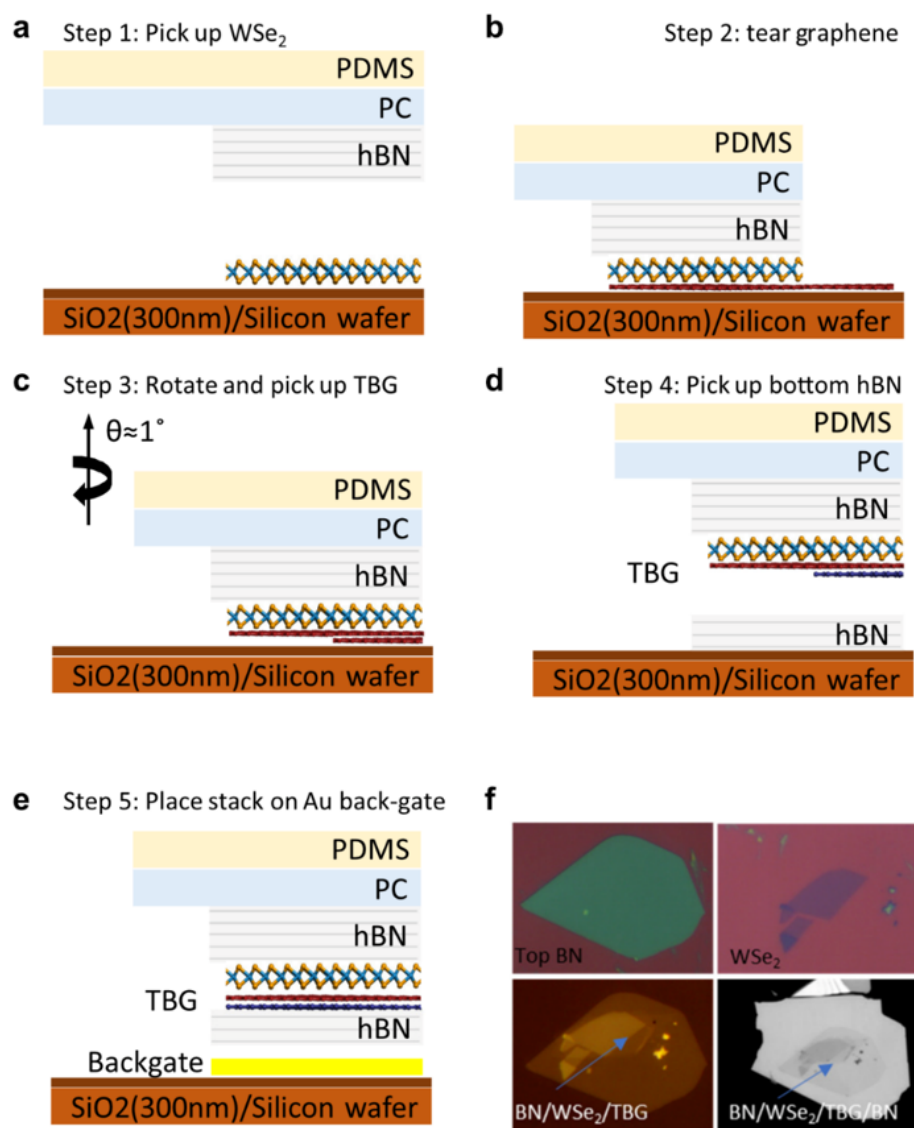 a Step 1: Pick up WSe₂
PDMS
PC
hBN
SiO2(300nm)/Silicon wafer
b Step 2: tear graphene
PDMS
PC
hBN
SiO2(300nm)/Silicon wafer
c Step 3: Rotate and pick up TBG
θ≈1˚
PDMS
PC
hBN
SiO2(300nm)/Silicon wafer
d Step 4: Pick up bottom hBN
PDMS
PC
hBN
TBG
hBN
SiO2(300nm)/Silicon wafer
e Step 5: Place stack on Au back-gate
PDMS
PC
hBN
TBG
hBN
Backgate
SiO2(300nm)/Silicon wafer
f
Top BN
WSe₂
BN/WSe₂/TBG
BN/WSe₂/TBG/BN